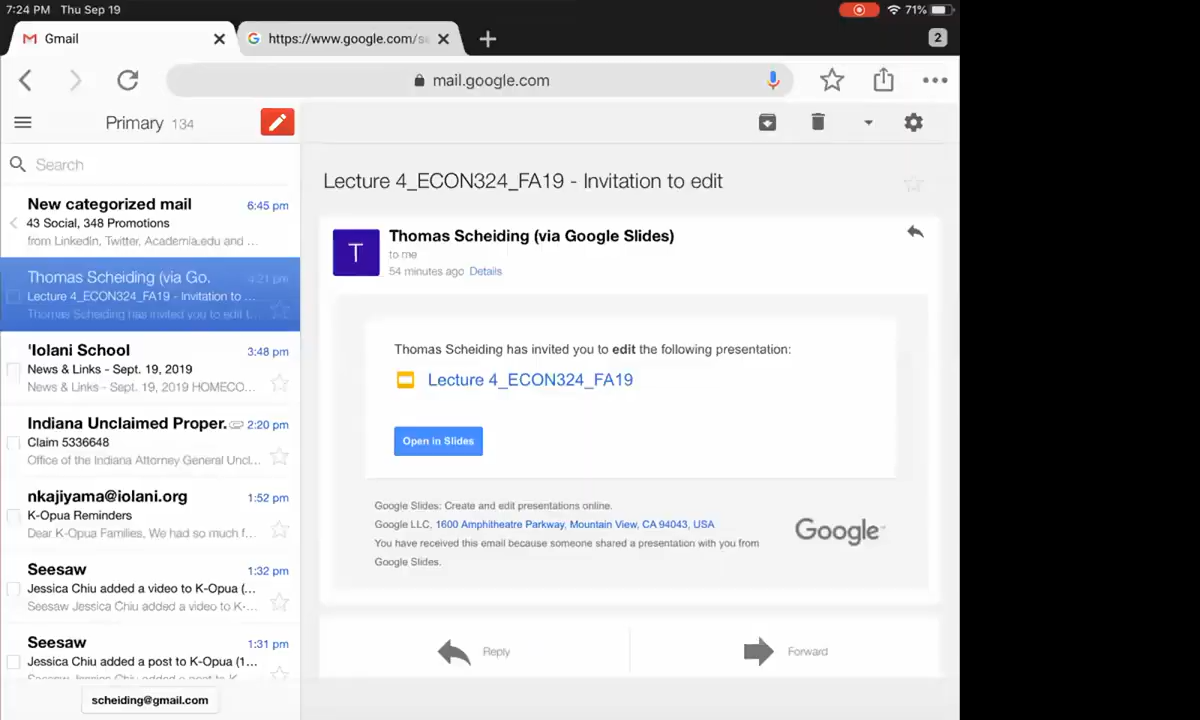 7:24 PM Thu Sep 19
71%
Gmail
https://www.google.com/se
2
mail.google.com
Primary 134
Search
New categorized mail 6:45 pm
43 Social, 348 Promotions
from LinkedIn, Twitter, Academia.edu and ...
Thomas Scheiding (via Go. 4:21 pm
Lecture 4_ECON324_FA19 - Invitation to ...
Thomas Scheiding has invited you to edit t...
'Iolani School 3:48 pm
News & Links - Sept. 19, 2019
News & Links - Sept. 19, 2019 HOMECO...
Indiana Unclaimed Proper. 2:20 pm
Claim 5336648
Office of the Indiana Attorney General Uncl...
nkajiyama@iolani.org 1:52 pm
K-Opua Reminders
Dear K-Opua Families, We had so much f...
Seesaw 1:32 pm
Jessica Chiu added a video to K-Opua (...
Seesaw Jessica Chiu added a video to K-...
Seesaw 1:31 pm
Jessica Chiu added a post to K-Opua (1...
Seesaw Jessica Chiu added a post to K
scheiding@gmail.com
Lecture 4_ECON324_FA19 - Invitation to edit
T
Thomas Scheiding (via Google Slides)
to me
54 minutes ago Details
Thomas Scheiding has invited you to edit the following presentation:
Lecture 4_ECON324_FA19
Open in Slides
Google Slides: Create and edit presentations online.
Google LLC, 1600 Amphitheatre Parkway, Mountain View, CA 94043, USA
You have received this email because someone shared a presentation with you from
Google Slides.
Google
Reply
Forward